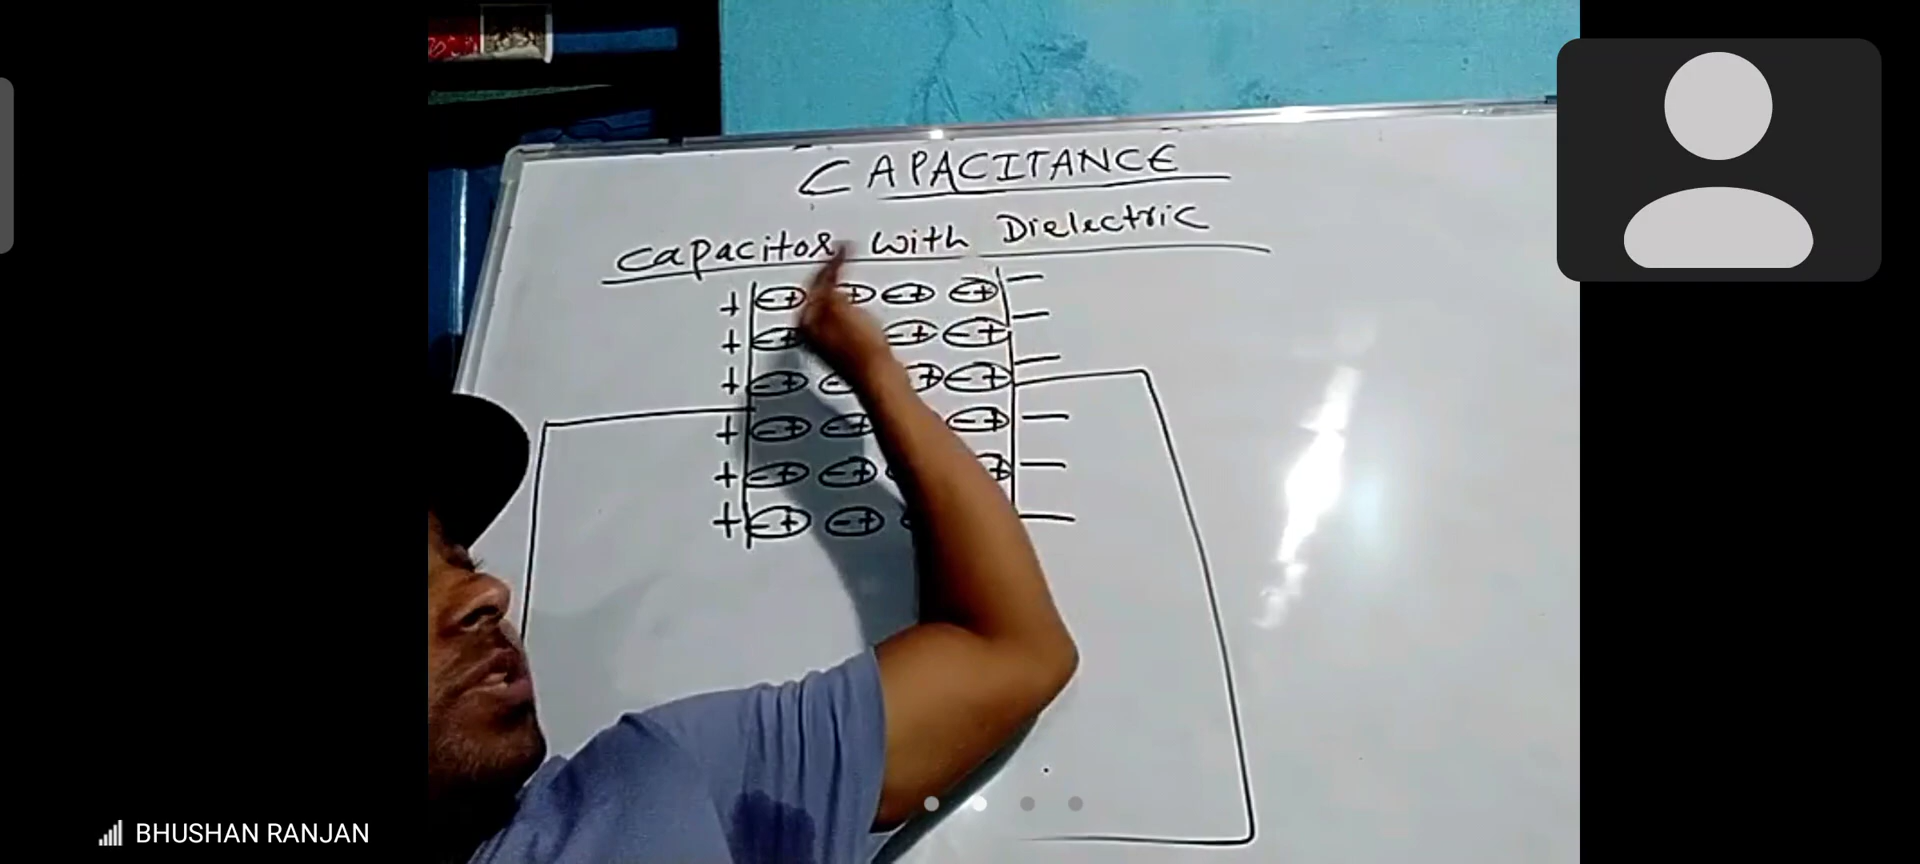 CAPACITANCE
Capacitor with Dielectric
+ - + + - + - + -
+ - + - + - + -
+ - + - + - + -
+ - + - - + -
+ - + - + + -
+ - + - + -
BHUSHAN RANJAN